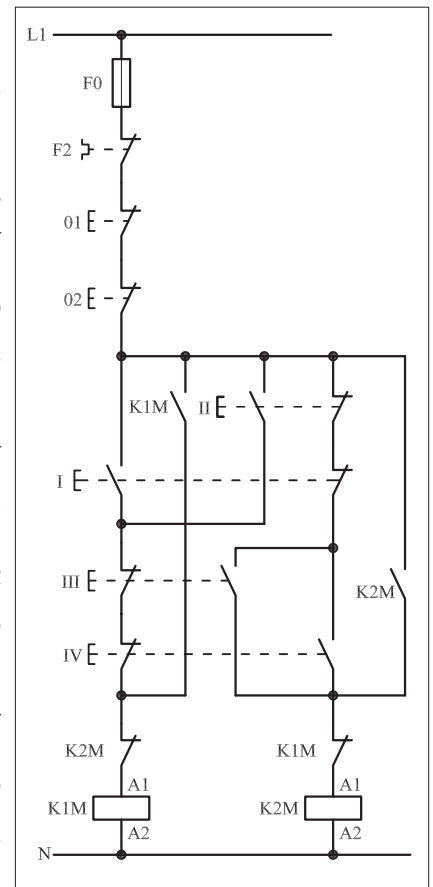 L1
F0
F2
01
02
K1M II
I
III K2M
IV
K2M K1M
A1 A1
K1M K2M
A2 A2
N